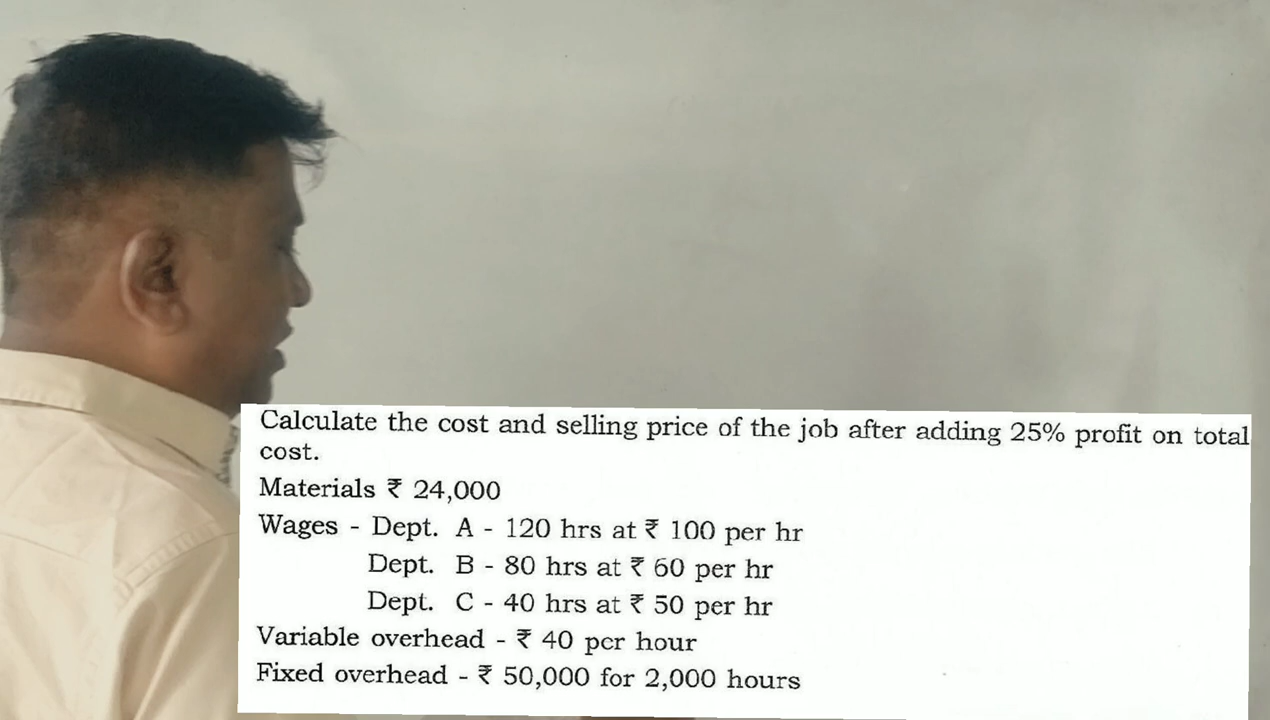 Calculate the cost and selling price of the job after adding 25% profit on total
cost.
Materials ₹ 24,000
Wages - Dept. A - 120 hrs at ₹ 100 per hr
Dept. B - 80 hrs at ₹ 60 per hr
Dept. C - 40 hrs at ₹ 50 per hr
Variable overhead - ₹ 40 per hour
Fixed overhead - ₹ 50,000 for 2,000 hours